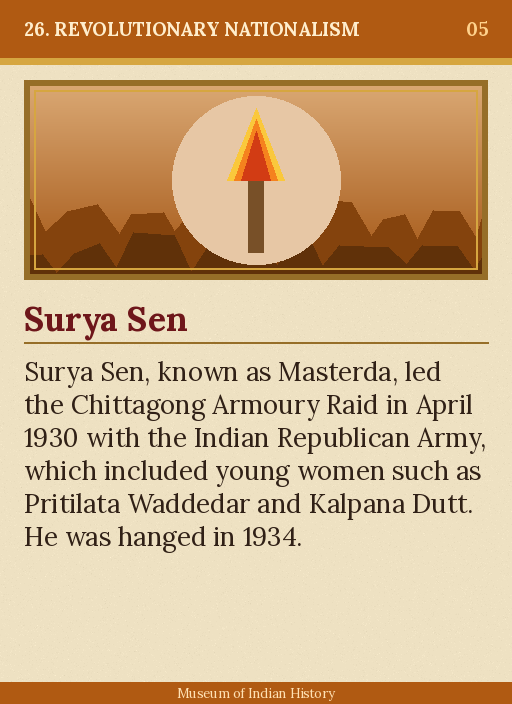 26. REVOLUTIONARY NATIONALISM 05
Surya Sen
Surya Sen, known as Masterda, led
the Chittagong Armoury Raid in April
1930 with the Indian Republican Army,
which included young women such as
Pritilata Waddedar and Kalpana Dutt.
He was hanged in 1934.
Museum of Indian History